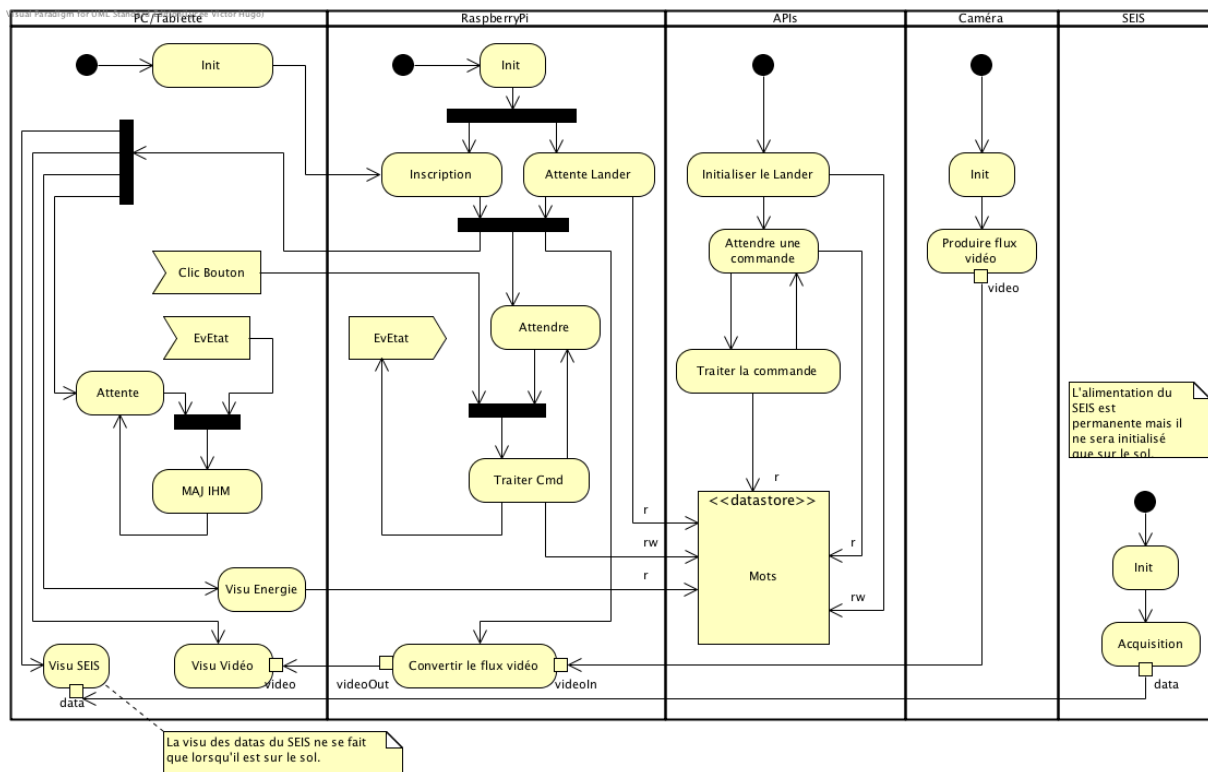 PC/Tablette
RaspberryPi
APIs
Caméra
SEIS
Init
Init
Inscription
Attente Lander
Initialiser le Lander
Init
Attendre une
commande
Produire flux
vidéo
video
Clic Bouton
EvEtat
EvEtat
Attendre
Attente
Traiter la commande
L'alimentation du
SEIS est
permanente mais il
ne sera initialisé
que sur le sol.
MAJ IHM
Traiter Cmd
r
<<datastore>>
Mots
r
rw
r
r
rw
Init
Visu Energie
Acquisition
Visu SEIS
data
Visu Vidéo
video
Convertir le flux vidéo
videoOut
videoIn
data
La visu des datas du SEIS ne se fait
que lorsqu'il est sur le sol.